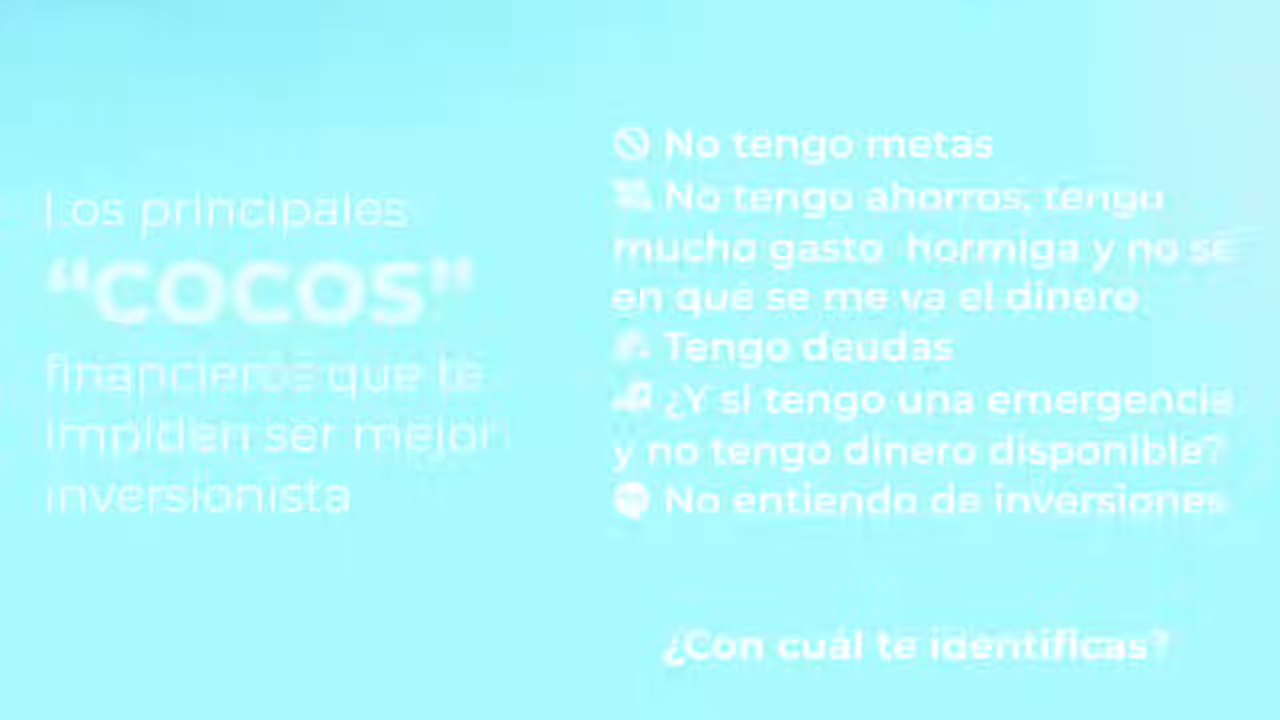 Los principales
“COCOS”
financieros que te
impiden ser mejor
inversionista
No tengo metas
No tengo ahorros, tengo
mucho gasto hormiga y no sé
en qué se me va el dinero
Tengo deudas
¿Y si tengo una emergencia
y no tengo dinero disponible?
No entiendo de inversiones
¿Con cuál te identificas?